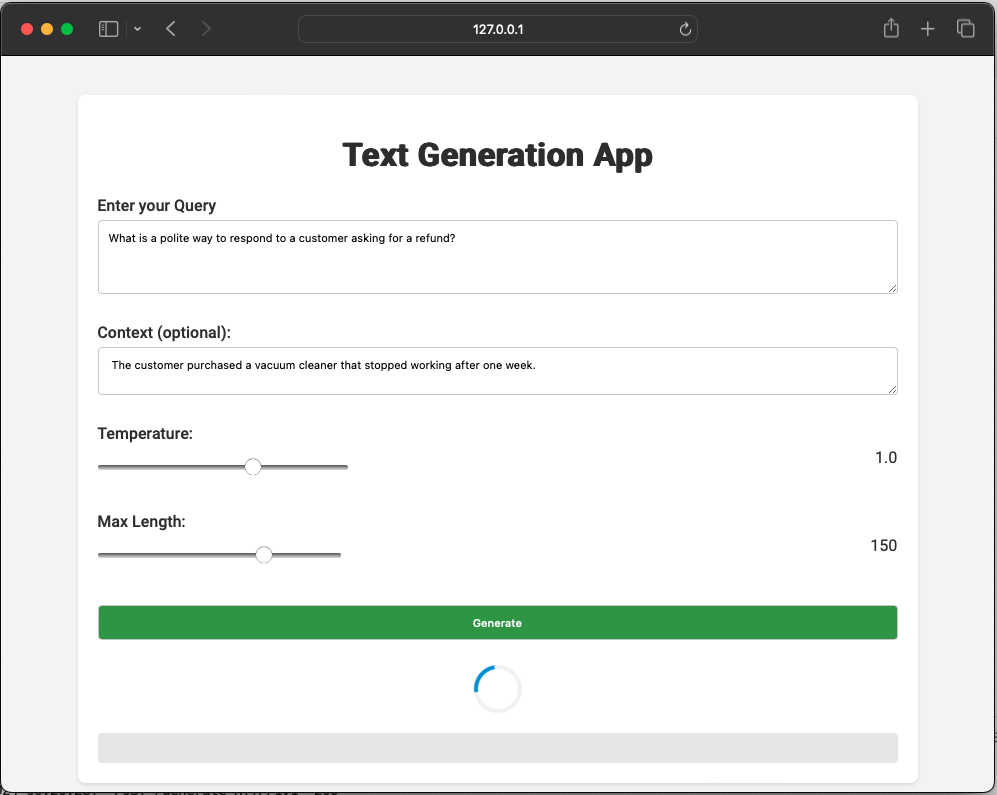 127.0.0.1
Text Generation App
Enter your Query
What is a polite way to respond to a customer asking for a refund?
Context (optional):
The customer purchased a vacuum cleaner that stopped working after one week.
Temperature:
1.0
Max Length:
150
Generate